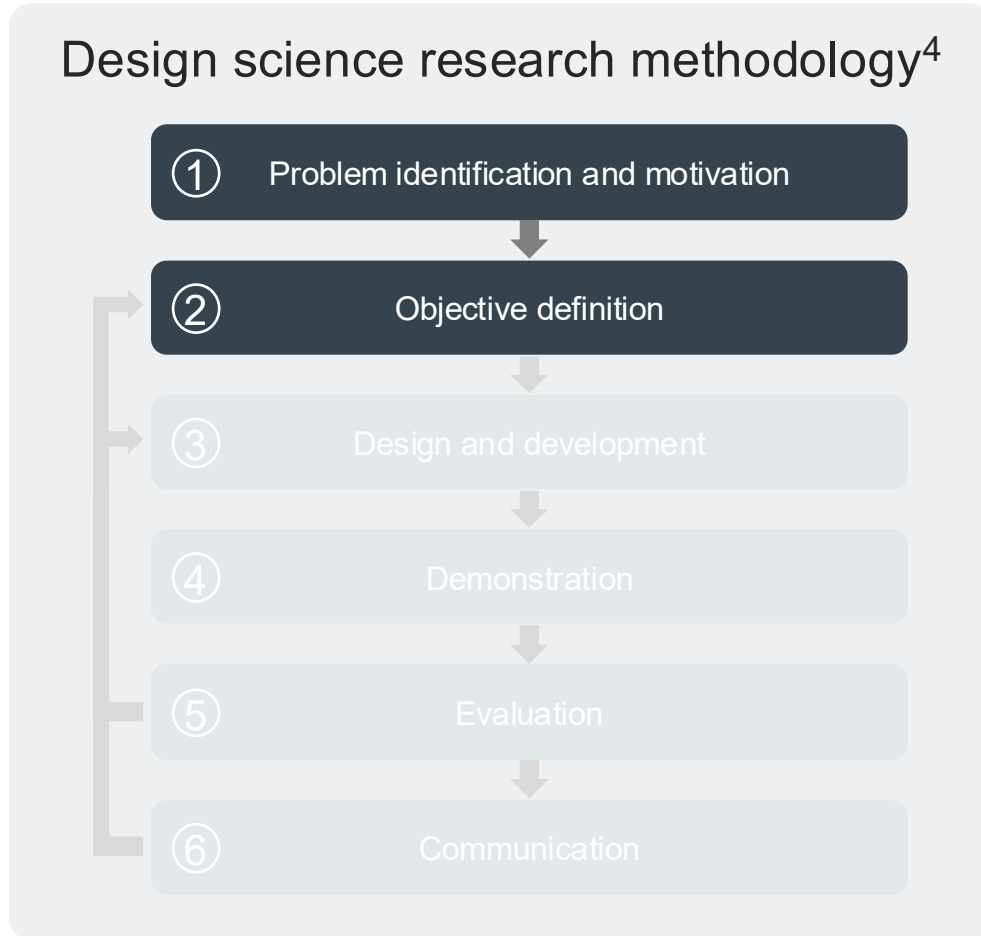 Design science research methodology⁴
① Problem identification and motivation
② Objective definition
③ Design and development
④ Demonstration
⑤ Evaluation
⑥ Communication